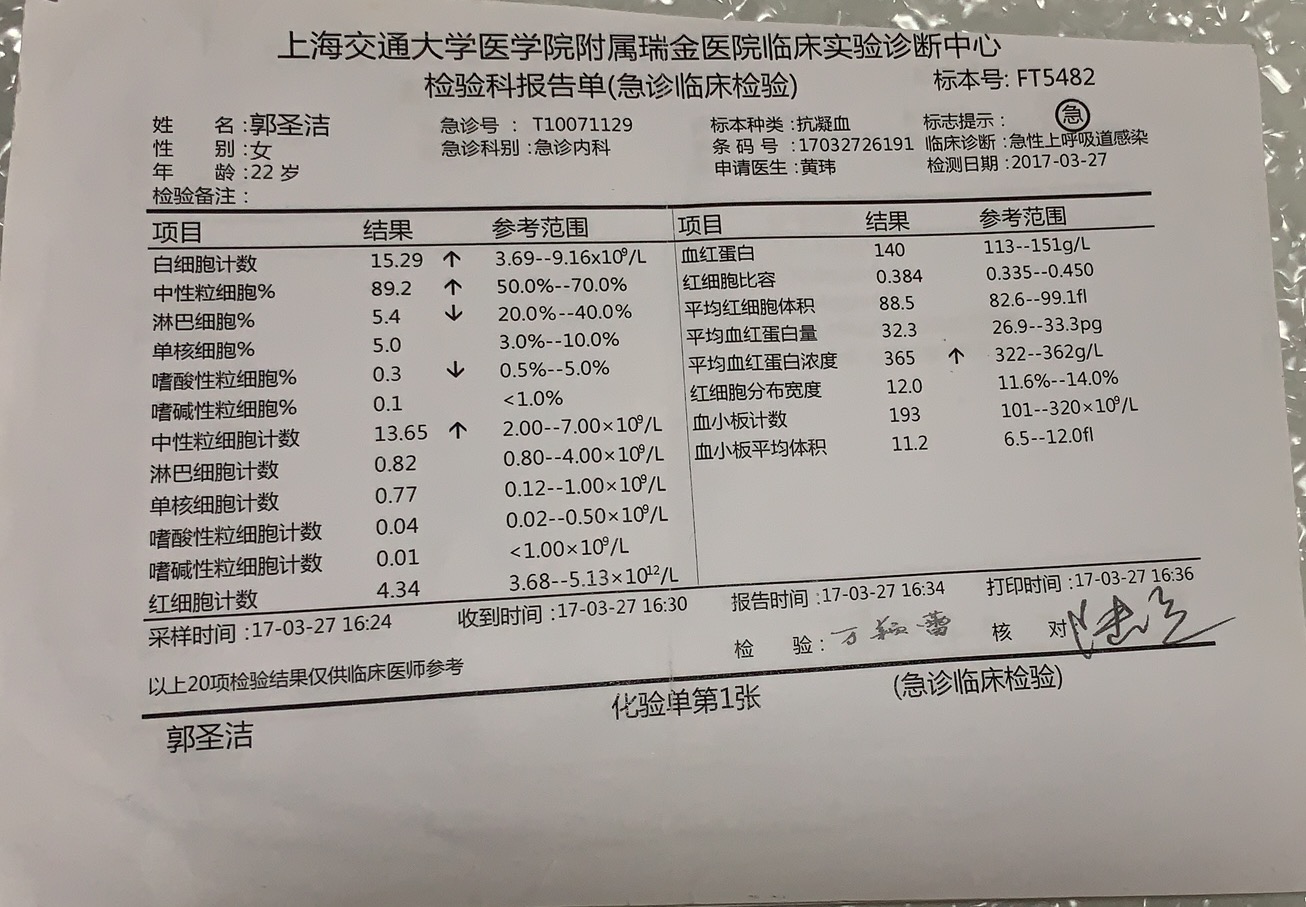 上海交通大学医学院附属瑞金医院临床实验诊断中心
检验科报告单(急诊临床检验) 标本号: FT5482
姓 名:郭圣洁 急诊号 : T10071129 标本种类:抗凝血 标志提示: 急
性 别:女 急诊科别:急诊内科 条 码 号:17032726191 临床诊断:急性上呼吸道感染
年 龄:22 岁 申请医生:黄玮 检测日期:2017-03-27
检验备注:
项目 结果 参考范围 项目 结果 参考范围
白细胞计数 15.29 ↑ 3.69--9.16x10⁹/L 血红蛋白 140 113--151g/L
中性粒细胞% 89.2 ↑ 50.0%--70.0% 红细胞比容 0.384 0.335--0.450
淋巴细胞% 5.4 ↓ 20.0%--40.0% 平均红细胞体积 88.5 82.6--99.1fl
单核细胞% 5.0 3.0%--10.0% 平均血红蛋白量 32.3 26.9--33.3pg
嗜酸性粒细胞% 0.3 ↓ 0.5%--5.0% 平均血红蛋白浓度 365 ↑ 322--362g/L
嗜碱性粒细胞% 0.1 <1.0% 红细胞分布宽度 12.0 11.6%--14.0%
中性粒细胞计数 13.65 ↑ 2.00--7.00×10⁹/L 血小板计数 193 101--320×10⁹/L
淋巴细胞计数 0.82 0.80--4.00×10⁹/L 血小板平均体积 11.2 6.5--12.0fl
单核细胞计数 0.77 0.12--1.00×10⁹/L
嗜酸性粒细胞计数 0.04 0.02--0.50×10⁹/L
嗜碱性粒细胞计数 0.01 <1.00×10⁹/L
红细胞计数 4.34 3.68--5.13×10¹²/L
采样时间:17-03-27 16:24 收到时间:17-03-27 16:30 报告时间:17-03-27 16:34 打印时间:17-03-27 16:36
检 验: 核 对
以上20项检验结果仅供临床医师参考
化验单第1张 (急诊临床检验)
郭圣洁